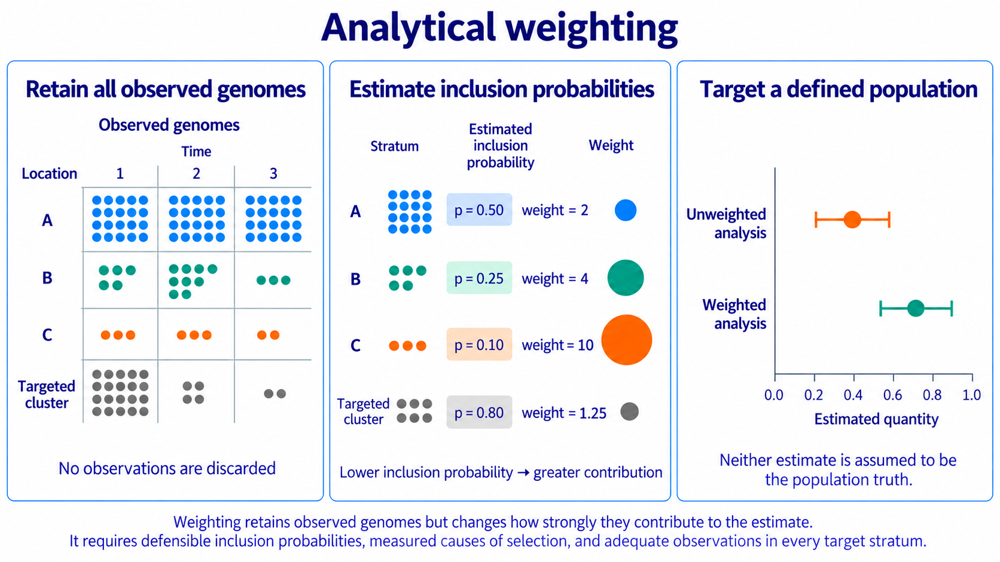 Analytical weighting
Retain all observed genomes
Observed genomes
Time
Location 1 2 3
A
B
C
Targeted
cluster
No observations are discarded
Estimate inclusion probabilities
Stratum
Estimated
inclusion
probability
Weight
A p = 0.50 weight = 2
B p = 0.25 weight = 4
C p = 0.10 weight = 10
Targeted
cluster
p = 0.80 weight = 1.25
Lower inclusion probability → greater contribution
Target a defined population
Unweighted
analysis
Weighted
analysis
0.0 0.2 0.4 0.6 0.8 1.0
Estimated quantity
Neither estimate is assumed to be
the population truth.
Weighting retains observed genomes but changes how strongly they contribute to the estimate.
It requires defensible inclusion probabilities, measured causes of selection, and adequate observations in every target stratum.